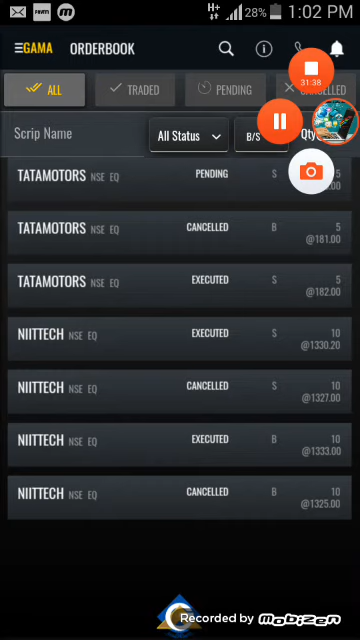 Paytm m H+ 28% 1:02 PM
GAMA ORDERBOOK
31:38
ALL TRADED PENDING CANCELLED
Scrip Name All Status B/S Qty
TATAMOTORS NSE EQ PENDING S 5
TATAMOTORS NSE EQ CANCELLED B 5
@181.00
TATAMOTORS NSE EQ EXECUTED S 5
@182.00
NIITTECH NSE EQ EXECUTED S 10
@1330.20
NIITTECH NSE EQ CANCELLED S 10
@1327.00
NIITTECH NSE EQ EXECUTED B 10
@1333.00
NIITTECH NSE EQ CANCELLED B 10
@1325.00
Recorded by MOBIZEN